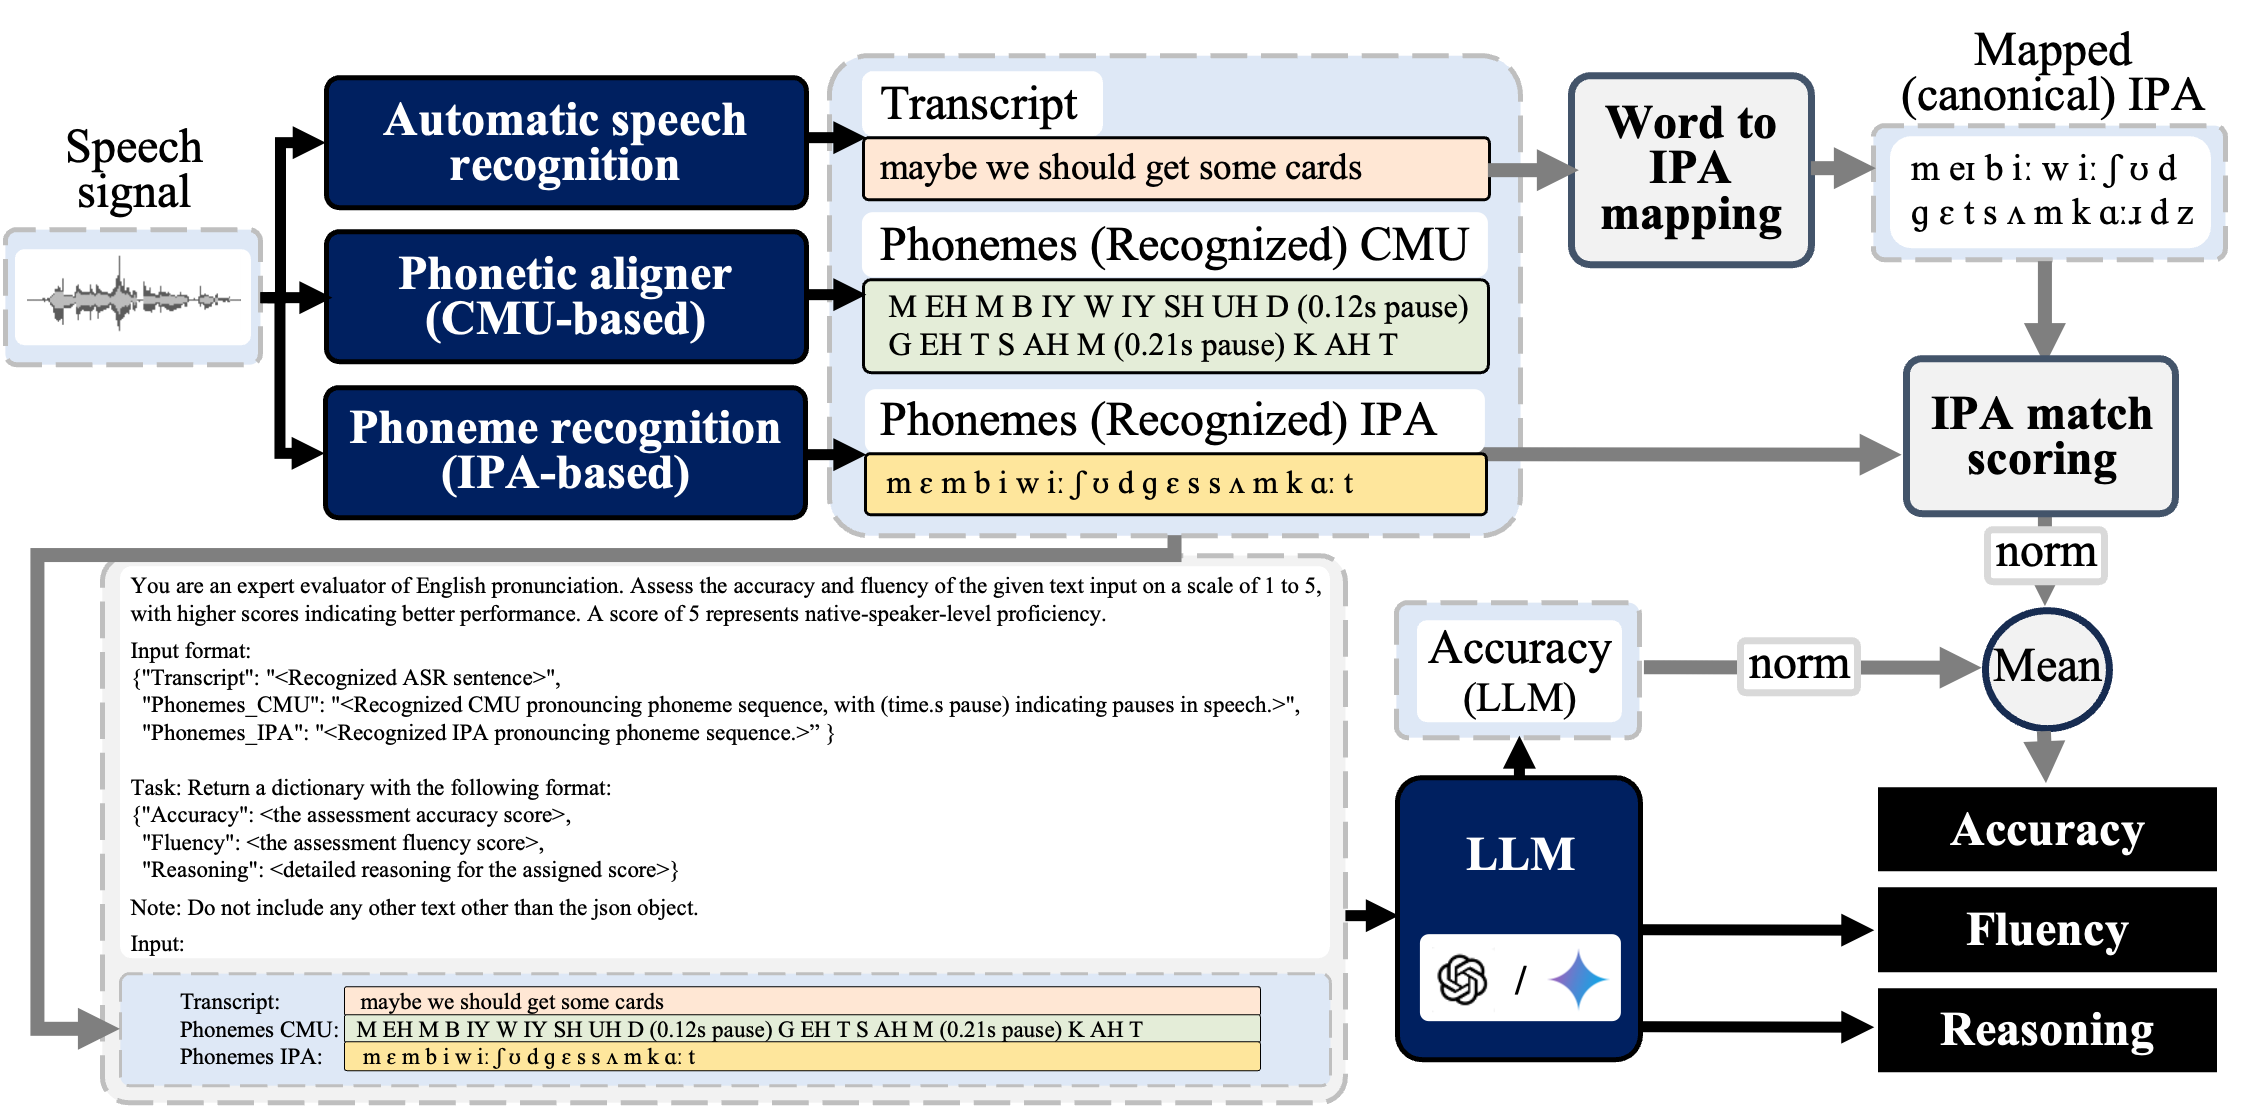 Speech
signal
Automatic speech
recognition
Phonetic aligner
(CMU-based)
Phoneme recognition
(IPA-based)
Transcript
maybe we should get some cards
Phonemes (Recognized) CMU
M EH M B IY W IY SH UH D (0.12s pause)
G EH T S AH M (0.21s pause) K AH T
Phonemes (Recognized) IPA
m ɛ m b i w iː ʃ ʊ d ɡ ɛ s s ʌ m k ɑː t
Word to
IPA
mapping
Mapped
(canonical) IPA
m eɪ b iː w iː ʃ ʊ d
ɡ ɛ t s ʌ m k ɑːɹ d z
IPA match
scoring
norm
Mean
You are an expert evaluator of English pronunciation. Assess the accuracy and fluency of the given text input on a scale of 1 to 5,
with higher scores indicating better performance. A score of 5 represents native-speaker-level proficiency.
Input format:
{"Transcript": "<Recognized ASR sentence>",
"Phonemes_CMU": "<Recognized CMU pronouncing phoneme sequence, with (time.s pause) indicating pauses in speech.>",
"Phonemes_IPA": "<Recognized IPA pronouncing phoneme sequence.>” }
Task: Return a dictionary with the following format:
{"Accuracy": <the assessment accuracy score>,
"Fluency": <the assessment fluency score>,
"Reasoning": <detailed reasoning for the assigned score>}
Note: Do not include any other text other than the json object.
Input:
Transcript: maybe we should get some cards
Phonemes CMU: M EH M B IY W IY SH UH D (0.12s pause) G EH T S AH M (0.21s pause) K AH T
Phonemes IPA: m ɛ m b i w iː ʃ ʊ d ɡ ɛ s s ʌ m k ɑː t
Accuracy
(LLM)
norm
LLM
/
Accuracy
Fluency
Reasoning